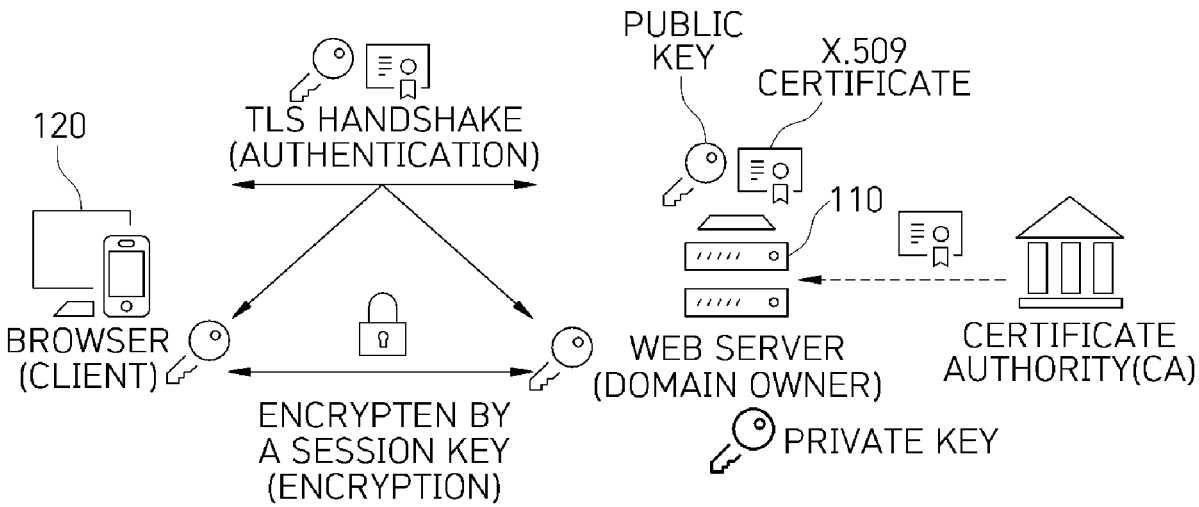 PUBLIC
KEY
X.509
CERTIFICATE
TLS HANDSHAKE
(AUTHENTICATION)
120
110
BROWSER
(CLIENT)
WEB SERVER
(DOMAIN OWNER)
CERTIFICATE
AUTHORITY(CA)
ENCRYPTEN BY
A SESSION KEY
(ENCRYPTION)
PRIVATE KEY